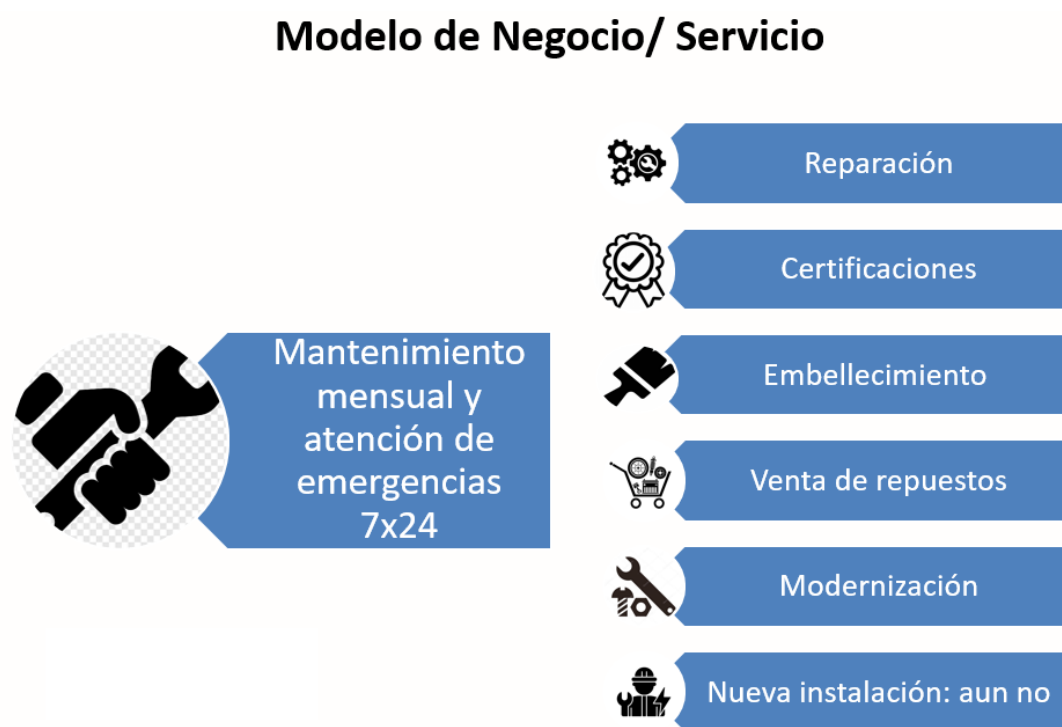 Modelo de Negocio/ Servicio
Mantenimiento
mensual y
atención de
emergencias
7x24
Reparación
Certificaciones
Embellecimiento
Venta de repuestos
Modernización
Nueva instalación: aun no